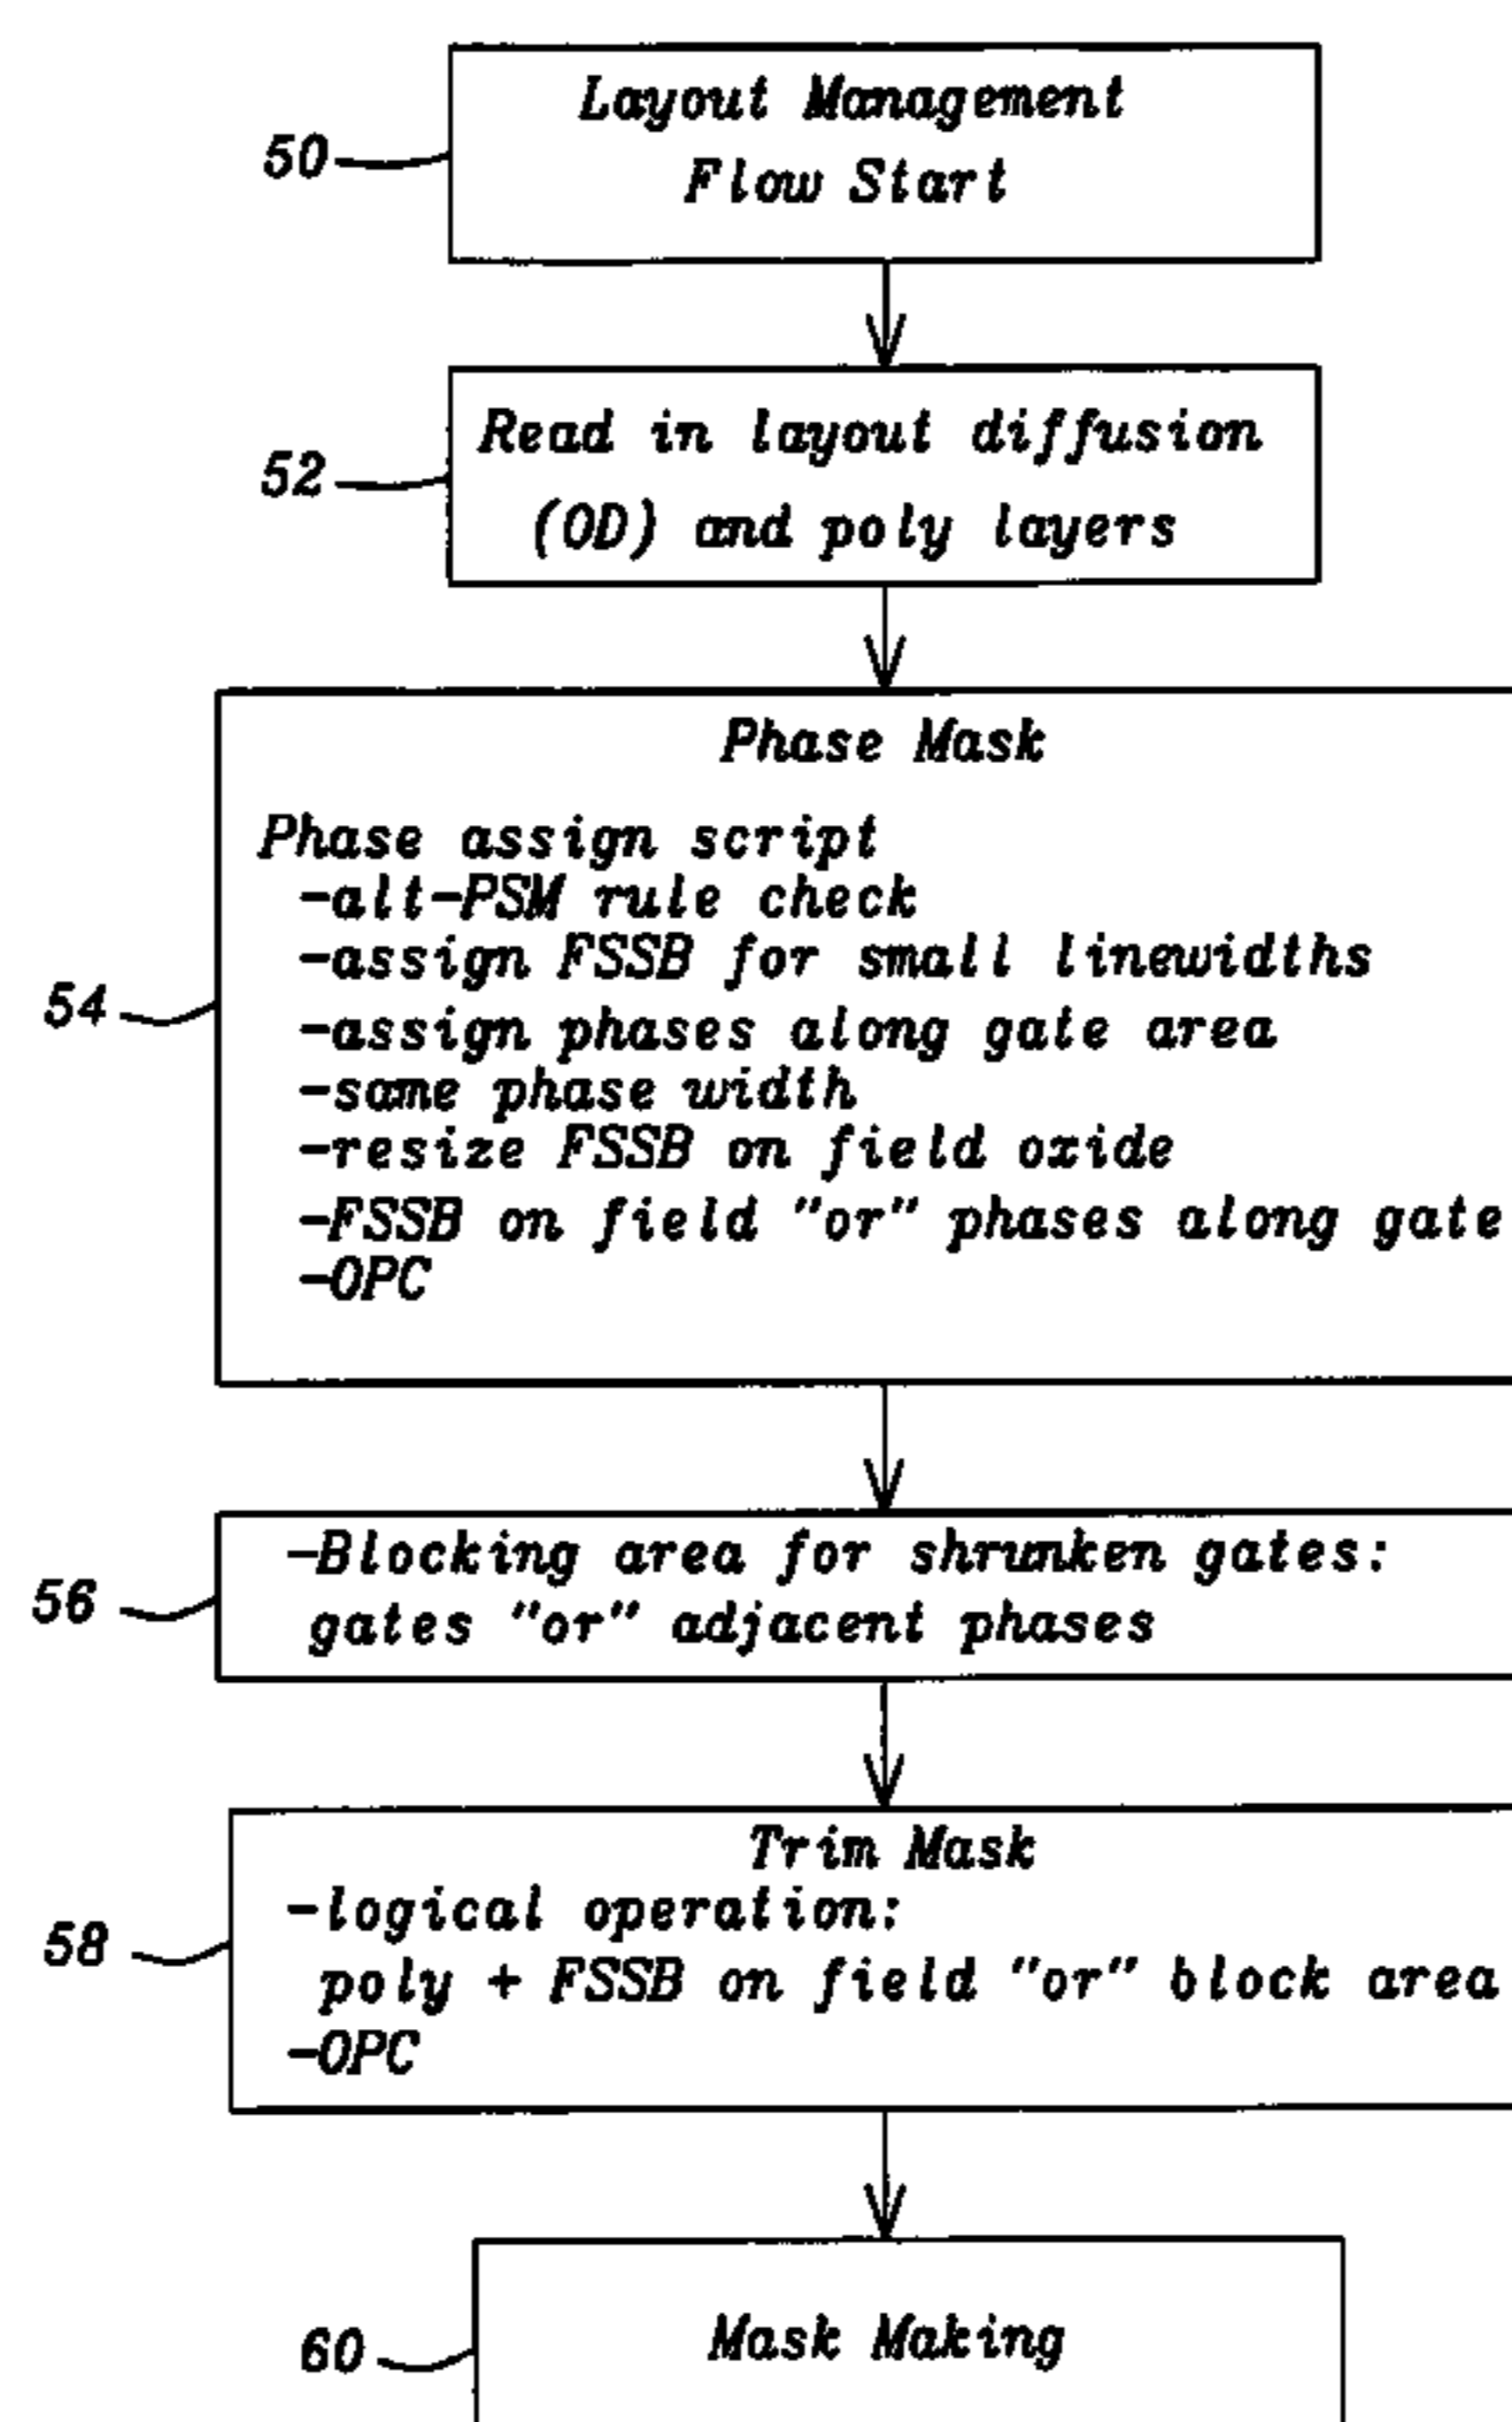 Layout Management
50
Flow Start
Read in layout diffusion
52
(OD) and poly layers
Phase Mask
Phase assign script
-alt-PSM rule check
-assign FSSB for small linewidths
54
-assign phases along gate area
-same phase width
-resize FSSB on field oxide
-FSSB on field "or" phases along gate
-OPC
-Blocking area for shrunken gates:
56
gates "or" adjacent phases
Trim Mask
-logical operation:
58
poly + FSSB on field "or" block area
-OPC
60
Mask Making